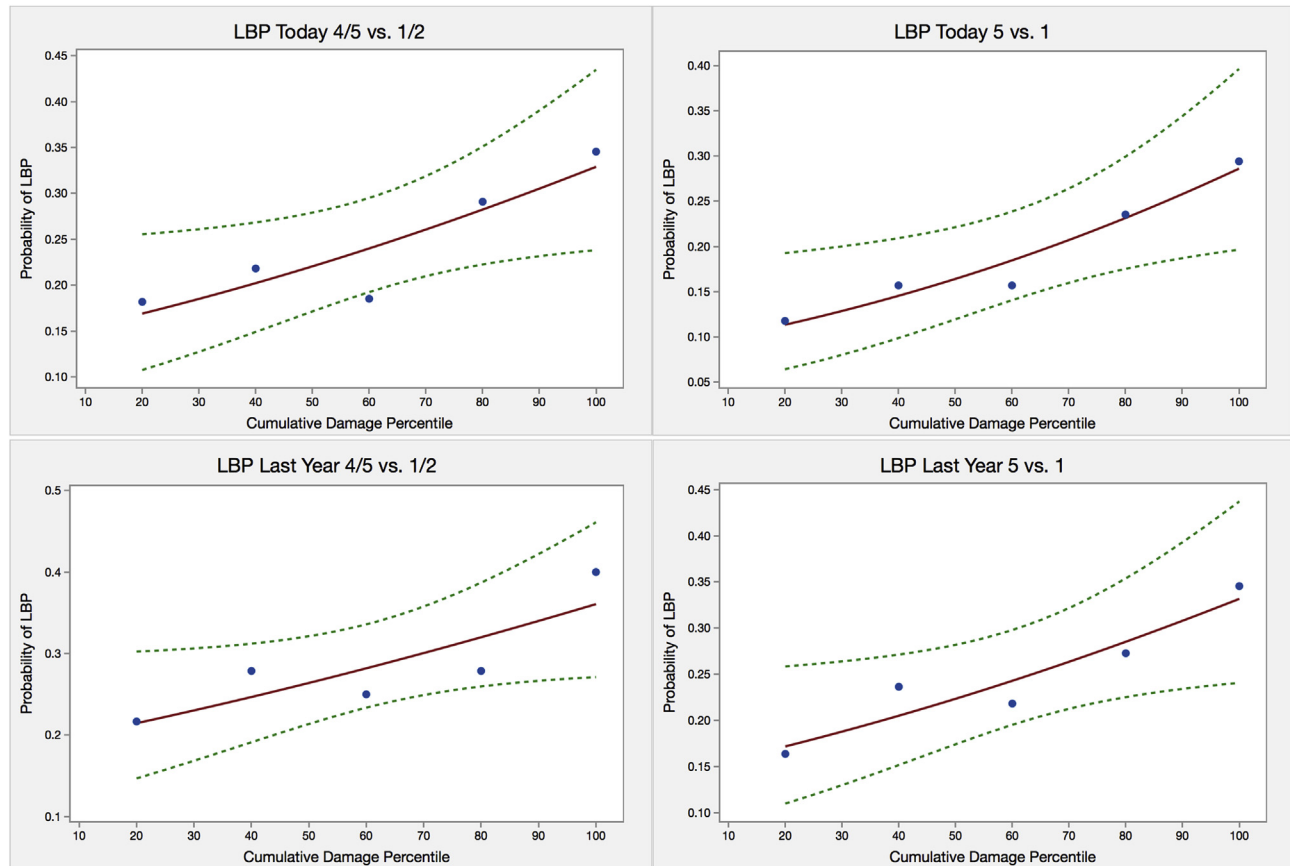 LBP Today 4/5 vs. 1/2
0.45
0.40
0.35
0.30
0.25
0.20
0.15
0.10
Probability of LBP
10 20 30 40 50 60 70 80 90 100
Cumulative Damage Percentile
LBP Today 5 vs. 1
0.40
0.35
0.30
0.25
0.20
0.15
0.10
0.05
Probability of LBP
10 20 30 40 50 60 70 80 90 100
Cumulative Damage Percentile
LBP Last Year 4/5 vs. 1/2
0.5
0.4
0.3
0.2
0.1
Probability of LBP
10 20 30 40 50 60 70 80 90 100
Cumulative Damage Percentile
LBP Last Year 5 vs. 1
0.45
0.40
0.35
0.30
0.25
0.20
0.15
0.10
Probability of LBP
10 20 30 40 50 60 70 80 90 100
Cumulative Damage Percentile